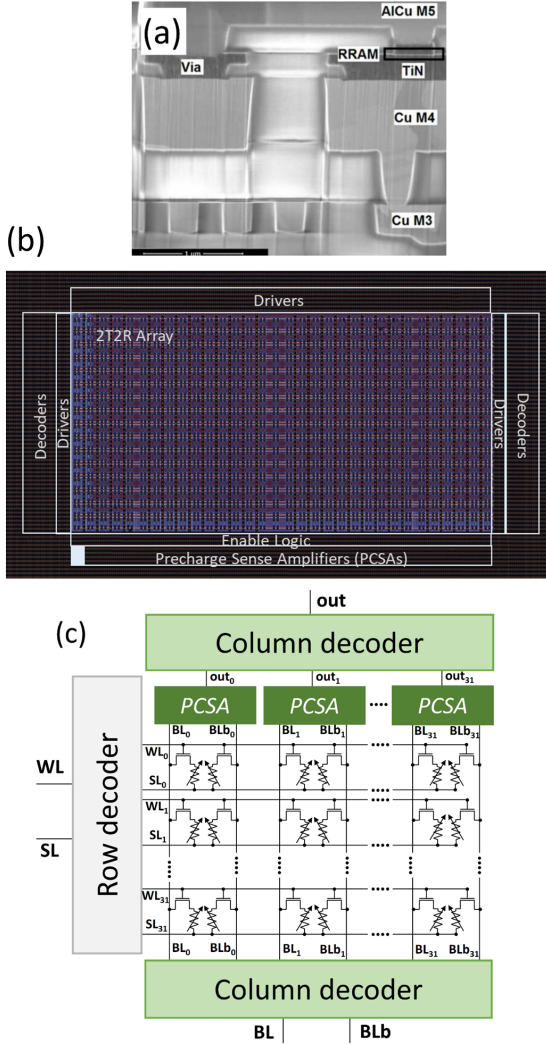 (a)
AlCu M5
RRAM
Via
TiN
Cu M4
Cu M3
1 µm
(b)
Drivers
2T2R Array
Decoders
Drivers
Drivers
Decoders
Enable Logic
Precharge Sense Amplifiers (PCSAs)
(c)
out
Column decoder
out0 out1 out31
PCSA PCSA •••• PCSA
BL0 BLb0 BL1 BLb1 BL31 BLb31
WL
SL
Row decoder
WL0
SL0
WL1
SL1
WL31
SL31
BL0 BLb0 BL1 BLb1 BL31 BLb31
Column decoder
BL BLb